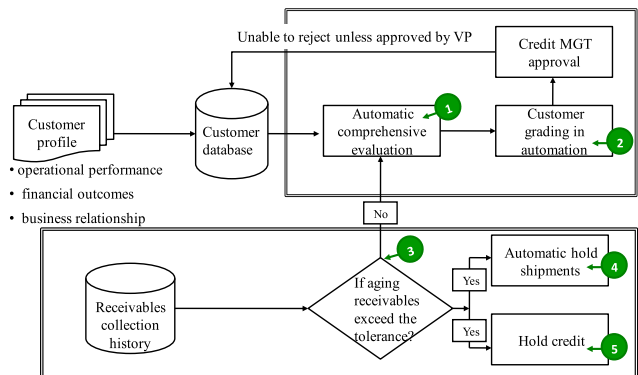 Unable to reject unless approved by VP
Credit MGT
approval
Customer
profile
Customer
database
Automatic
comprehensive
evaluation
1
Customer
grading in
automation
2
• operational performance
• financial outcomes
• business relationship
No
3
Receivables
collection
history
If aging
receivables
exceed the
tolerance?
Yes
Automatic hold
shipments
4
Yes
Hold credit
5